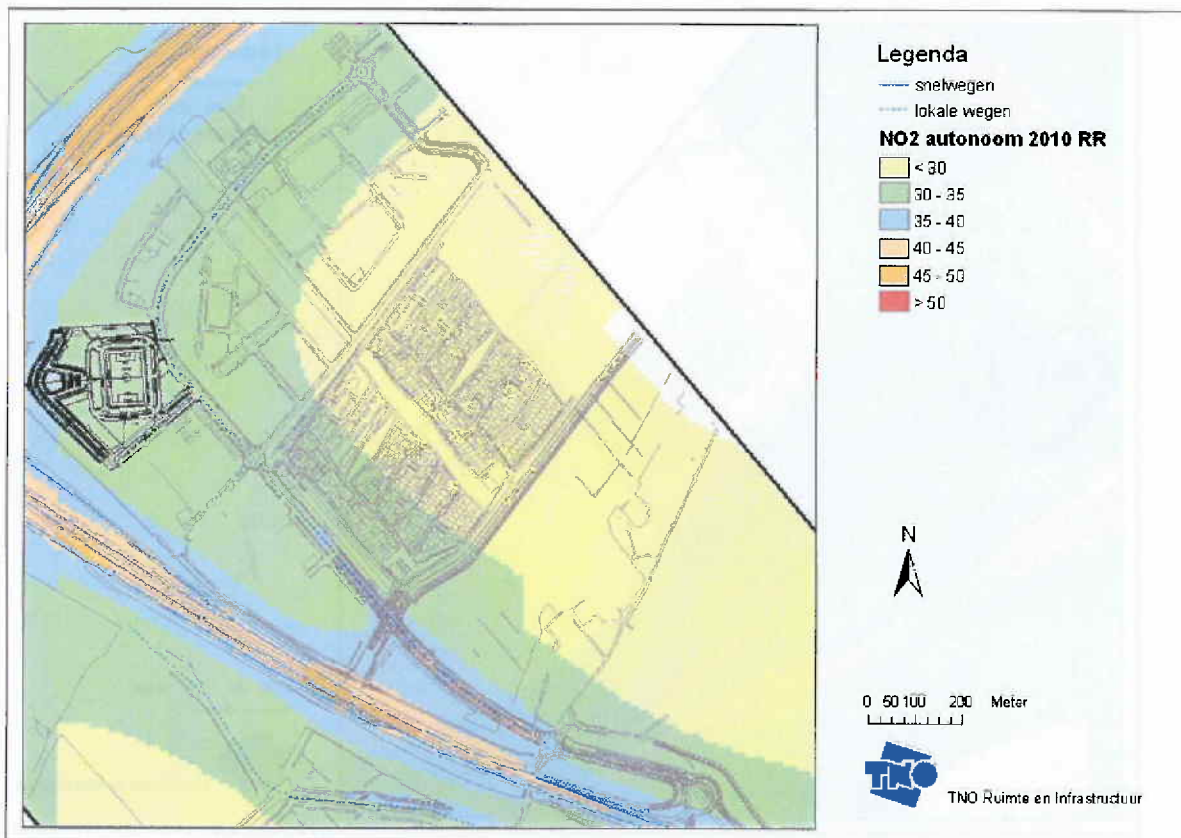 Legenda
snelwegen
lokale wegen
NO2 autonoom 2010 RR
< 30
30 - 35
35 - 40
40 - 45
45 - 50
> 50
N
0 50 100 200 Meter
TNO
TNO Ruimte en Infrastructuur